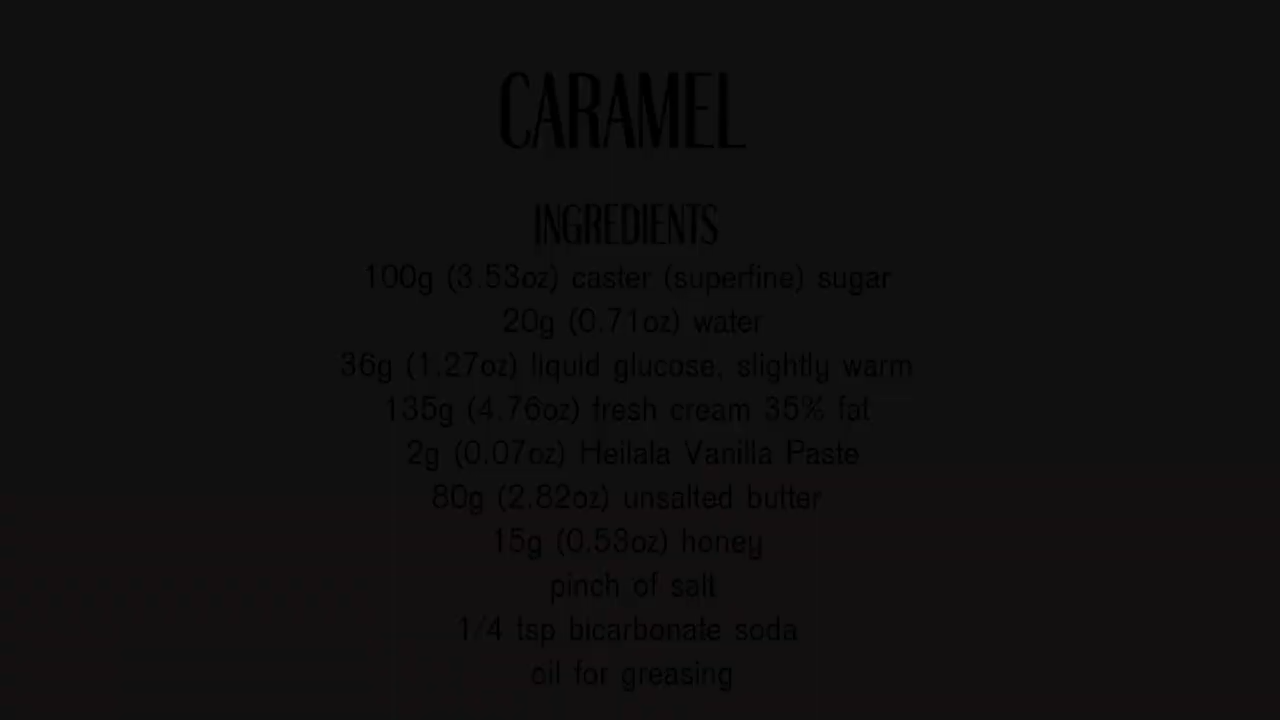 CARAMEL
INGREDIENTS
100g (3.53oz) caster (superfine) sugar
20g (0.71oz) water
36g (1.27oz) liquid glucose, slightly warm
135g (4.76oz) fresh cream 35% fat
2g (0.07oz) Heilala Vanilla Paste
80g (2.82oz) unsalted butter
15g (0.53oz) honey
pinch of salt
1/4 tsp bicarbonate soda
oil for greasing